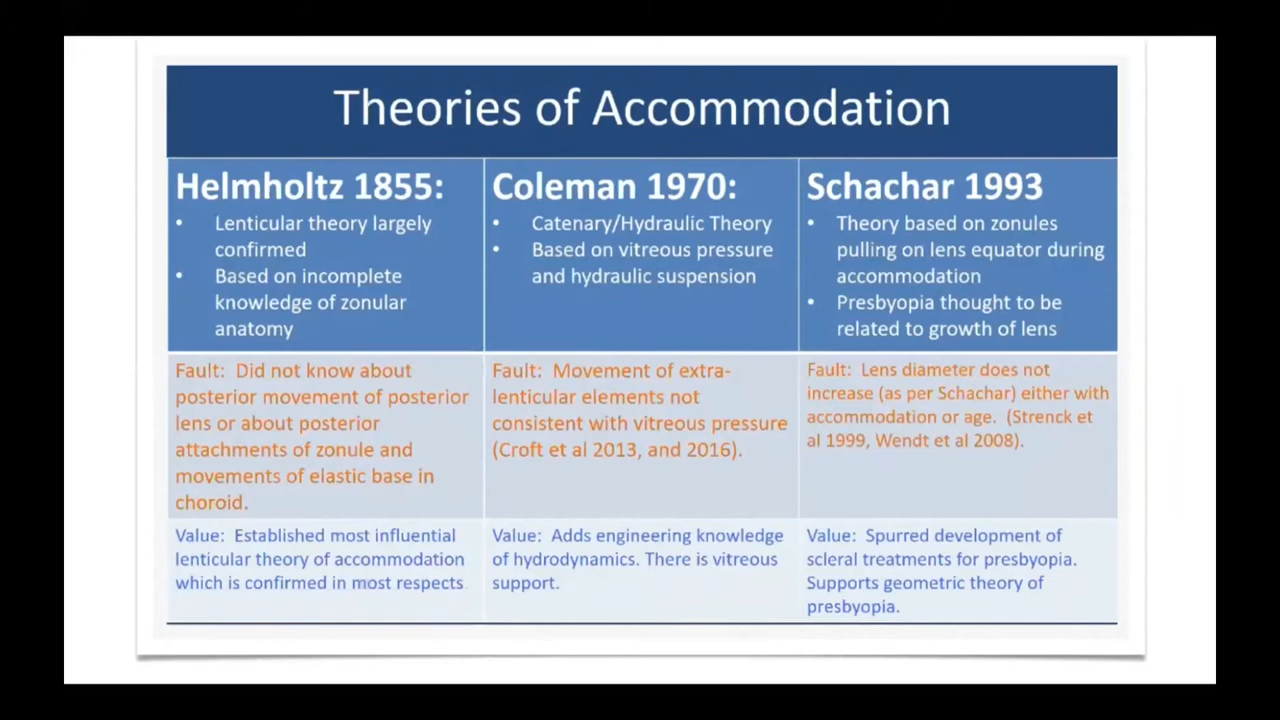 Theories of Accommodation
Helmholtz 1855:
• Lenticular theory largely
confirmed
• Based on incomplete
knowledge of zonular
anatomy
Coleman 1970:
• Catenary/Hydraulic Theory
• Based on vitreous pressure
and hydraulic suspension
Schachar 1993
• Theory based on zonules
pulling on lens equator during
accommodation
• Presbyopia thought to be
related to growth of lens
Fault: Did not know about
posterior movement of posterior
lens or about posterior
attachments of zonule and
movements of elastic base in
choroid.
Fault: Movement of extra-
lenticular elements not
consistent with vitreous pressure
(Croft et al 2013, and 2016).
Fault: Lens diameter does not
increase (as per Schachar) either with
accommodation or age. (Strenck et
al 1999, Wendt et al 2008).
Value: Established most influential
lenticular theory of accommodation
which is confirmed in most respects
Value: Adds engineering knowledge
of hydrodynamics. There is vitreous
support.
Value: Spurred development of
scleral treatments for presbyopia.
Supports geometric theory of
presbyopia.